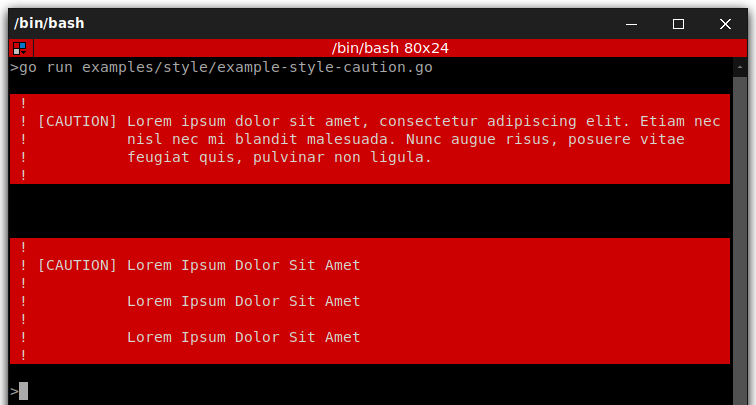 /bin/bash
/bin/bash 80x24
>go run examples/style/example-style-caution.go
!
! [CAUTION] Lorem ipsum dolor sit amet, consectetur adipiscing elit. Etiam nec
!           nisl nec mi blandit malesuada. Nunc augue risus, posuere vitae
!           feugiat quis, pulvinar non ligula.
!
!
! [CAUTION] Lorem Ipsum Dolor Sit Amet
!
!           Lorem Ipsum Dolor Sit Amet
!
!           Lorem Ipsum Dolor Sit Amet
!
>